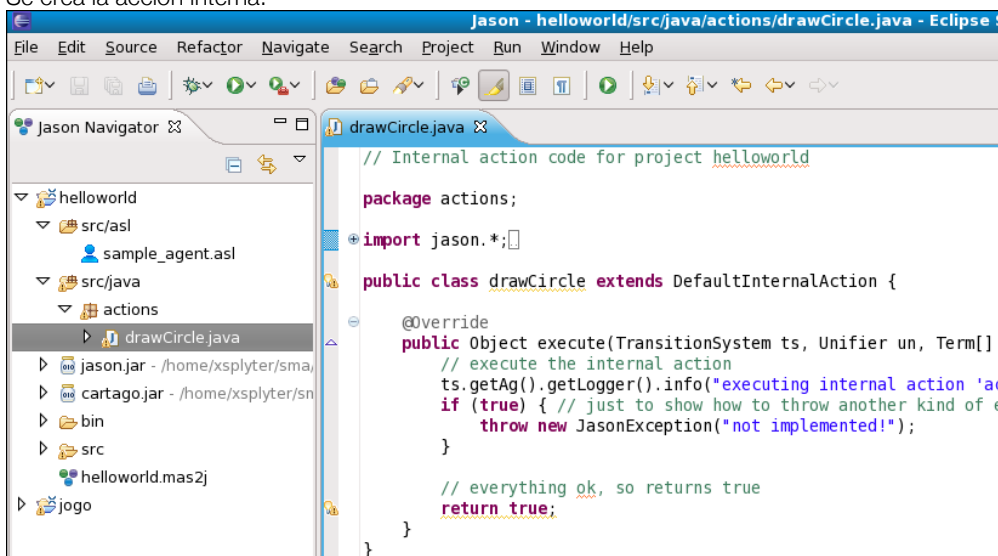 Se crea la acción interna:
Jason - helloworld/src/java/actions/drawCircle.java - Eclipse
File Edit Source Refactor Navigate Search Project Run Window Help
Jason Navigator
drawCircle.java
helloworld
src/asl
sample_agent.asl
src/java
actions
drawCircle.java
jason.jar - /home/xsplyter/sma/
cartago.jar - /home/xsplyter/sm
bin
src
helloworld.mas2j
jogo
// Internal action code for project helloworld
package actions;
import jason.*;
public class drawCircle extends DefaultInternalAction {
@Override
public Object execute(TransitionSystem ts, Unifier un, Term[]
// execute the internal action
ts.getAg().getLogger().info("executing internal action 'ac
if (true) { // just to show how to throw another kind of e
throw new JasonException("not implemented!");
}
// everything ok, so returns true
return true;
}
}